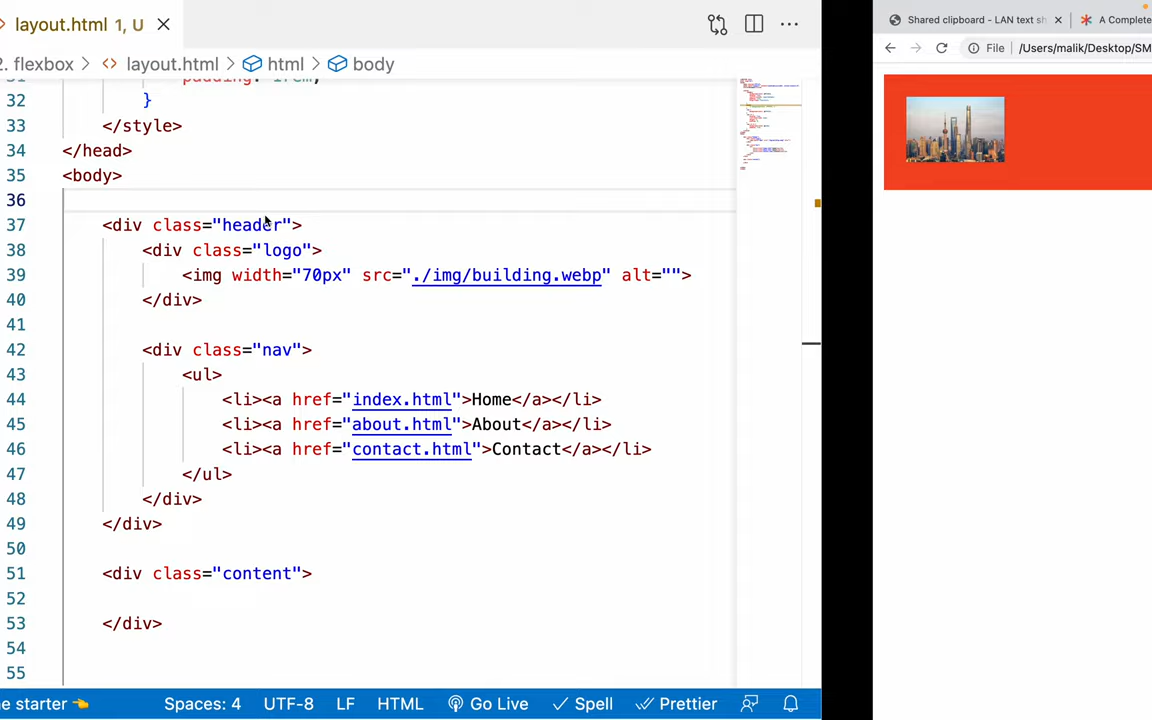 layout.html 1, U
Shared clipboard - LAN text sh
A Complete
2. flexbox > layout.html > html > body
File /Users/malik/Desktop/SM
31 padding: 1rem;
32 }
33 </style>
34 </head>
35 <body>
36
37 <div class="header">
38 <div class="logo">
39 <img width="70px" src="./img/building.webp" alt="">
40 </div>
41
42 <div class="nav">
43 <ul>
44 <li><a href="index.html">Home</a></li>
45 <li><a href="about.html">About</a></li>
46 <li><a href="contact.html">Contact</a></li>
47 </ul>
48 </div>
49 </div>
50
51 <div class="content">
52
53 </div>
54
55
e starter 👈 Spaces: 4 UTF-8 LF HTML Go Live Spell Prettier